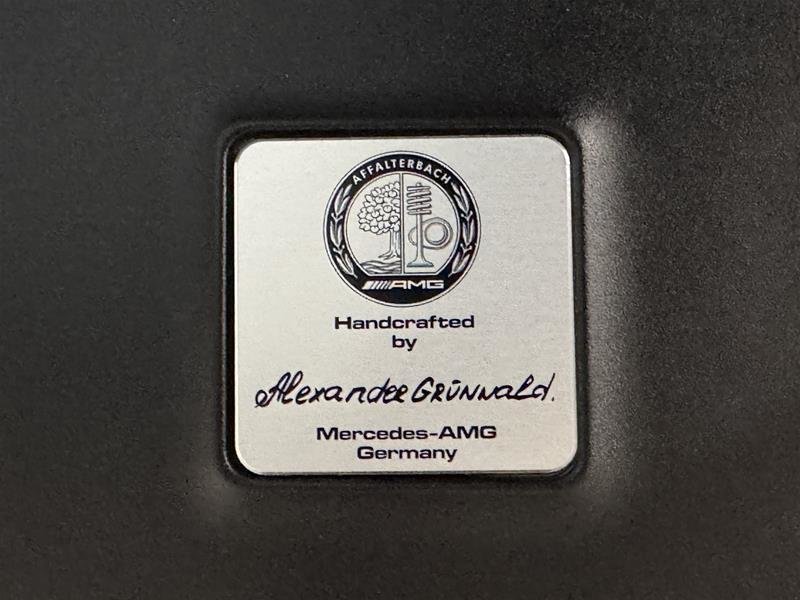 AFFALTERBACH
AMG
Handcrafted
by
Alexander Grünwald.
Mercedes-AMG
Germany